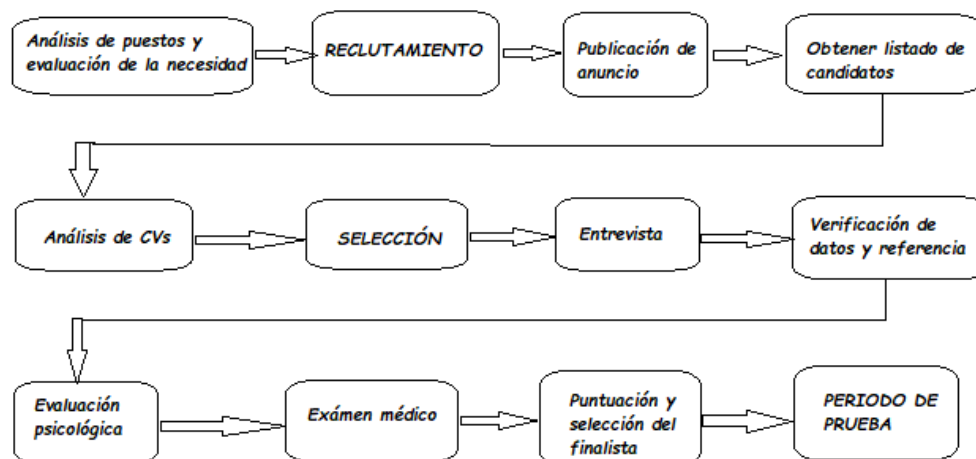 Análisis de puestos y
evaluación de la necesidad
RECLUTAMIENTO
Publicación de
anuncio
Obtener listado de
candidatos
Análisis de CVs
SELECCIÓN
Entrevista
Verificación de
datos y referencia
Evaluación
psicológica
Exámen médico
Puntuación y
selección del
finalista
PERIODO DE
PRUEBA